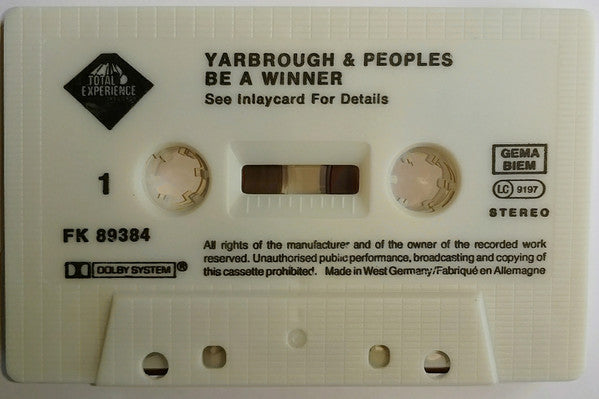 TOTAL
EXPERIENCE
YARBROUGH & PEOPLES
BE A WINNER
See Inlaycard For Details
1
GEMA
BIEM
LC 9197
STEREO
FK 89384
DOLBY SYSTEM®
All rights of the manufacturer and of the owner of the recorded work
reserved. Unauthorised public performance, broadcasting and copying of
this cassette prohibited. Made in West Germany/Fabriqué en Allemagne